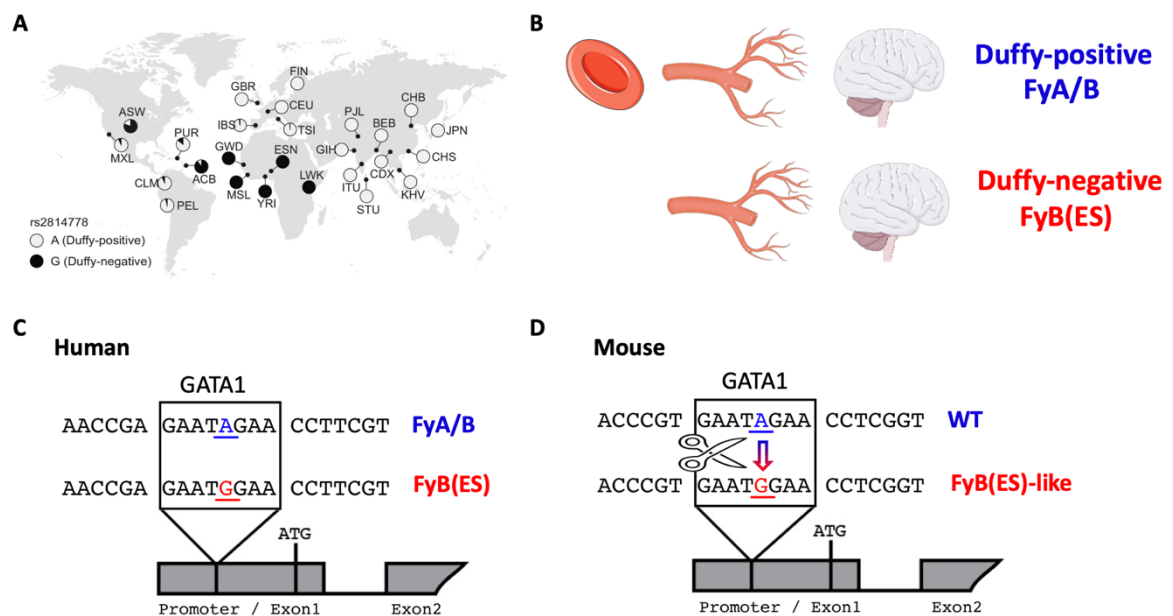 A
FIN
GBR
CEU
ASW
PUR
IBS
TSI
PJL
BEB
CHB
JPN
MXL
GWD
ESN
GIH
CDX
CHS
CLM
ACB
MSL
YRI
LWK
ITU
STU
KHV
PEL
rs2814778
A (Duffy-positive)
G (Duffy-negative)
B
Duffy-positive
FyA/B
Duffy-negative
FyB(ES)
C
Human
GATA1
AACCGA GAATAGAA CCTTCGT FyA/B
AACCGA GAATGGAA CCTTCGT FyB(ES)
ATG
Promoter / Exon1 Exon2
D
Mouse
GATA1
ACCCGT GAATAGAA CCTCGGT WT
ACCCGT GAATGGAA CCTCGGT FyB(ES)-like
ATG
Promoter / Exon1 Exon2